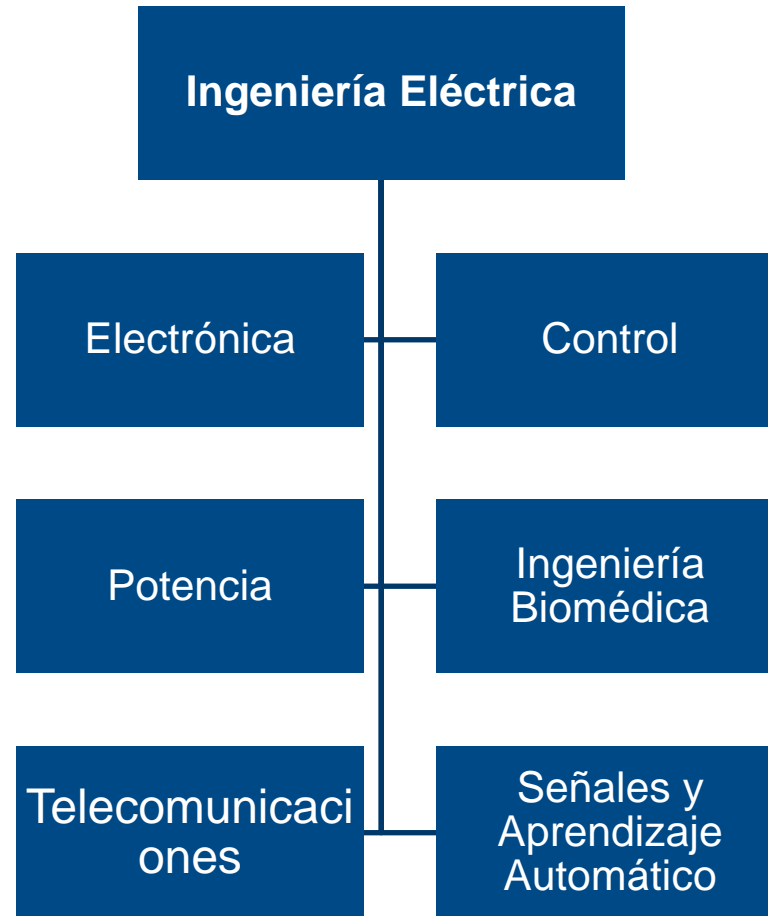 Ingeniería Eléctrica
Electrónica
Control
Potencia
Ingeniería
Biomédica
Telecomunicaci
ones
Señales y
Aprendizaje
Automático